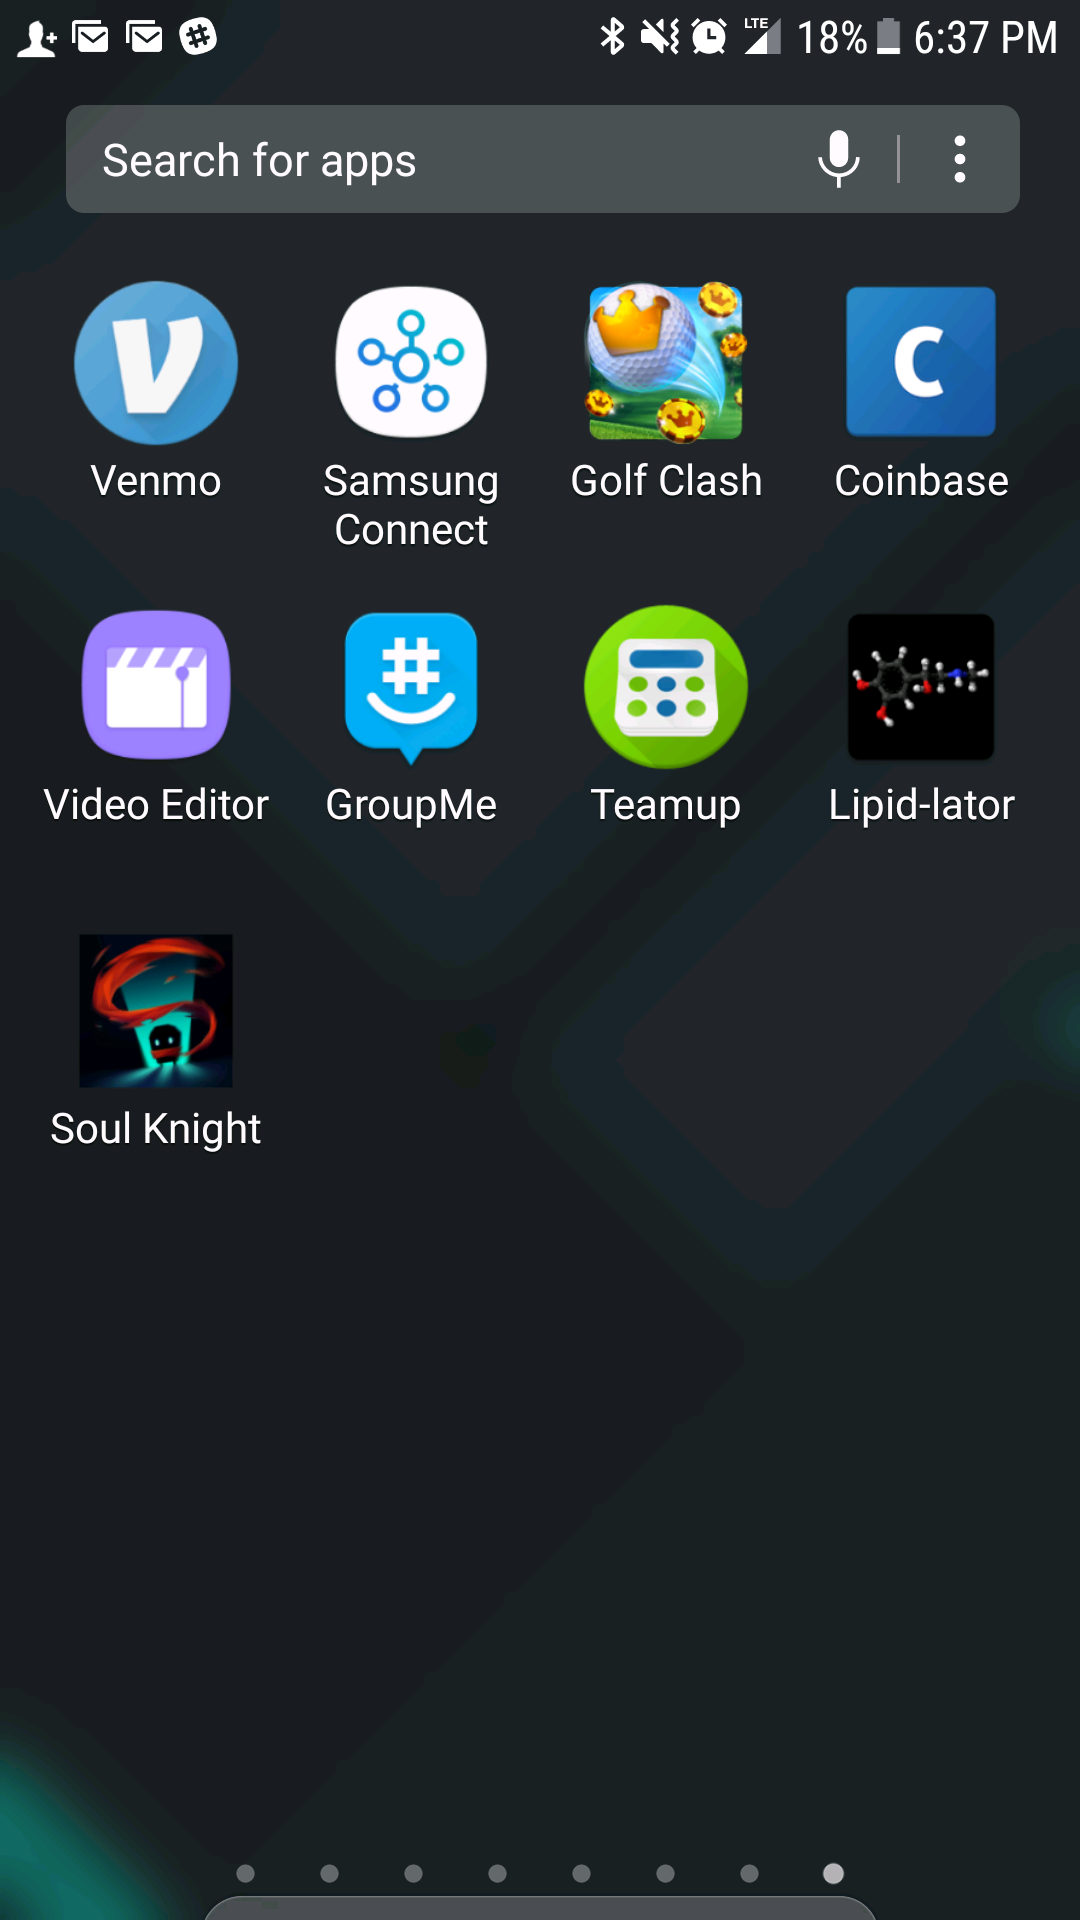 LTE 18% 6:37 PM
Search for apps
Venmo
Samsung
Connect
Golf Clash
Coinbase
Video Editor
GroupMe
Teamup
Lipid-lator
Soul Knight